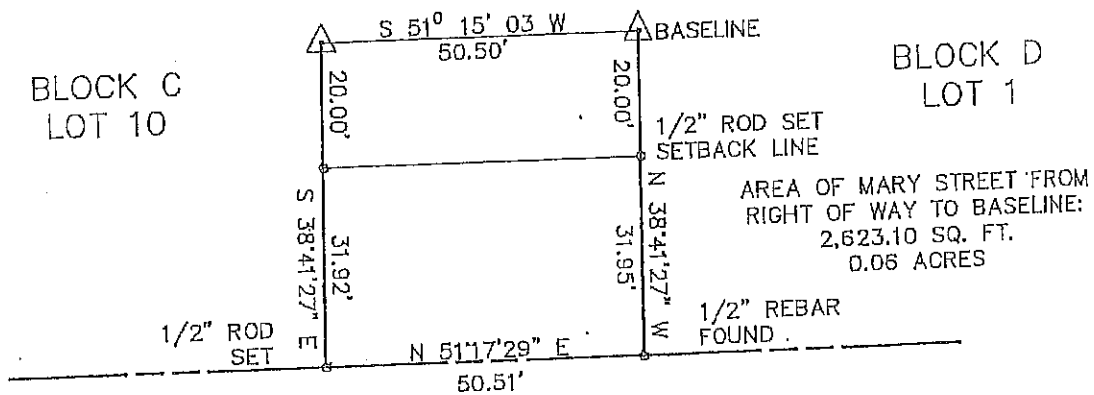 S 51⁰ 15' 03 W
50.50'
BASELINE
BLOCK C
LOT 10
BLOCK D
LOT 1
20.00'
20.00'
1/2" ROD SET
SETBACK LINE
AREA OF MARY STREET FROM
RIGHT OF WAY TO BASELINE:
2,623.10 SQ. FT.
0.06 ACRES
S 38°41'27" E
31.92'
31.95'
N 38°41'27" W
1/2" ROD
SET
N 51°17'29" E
50.51'
1/2" REBAR
FOUND